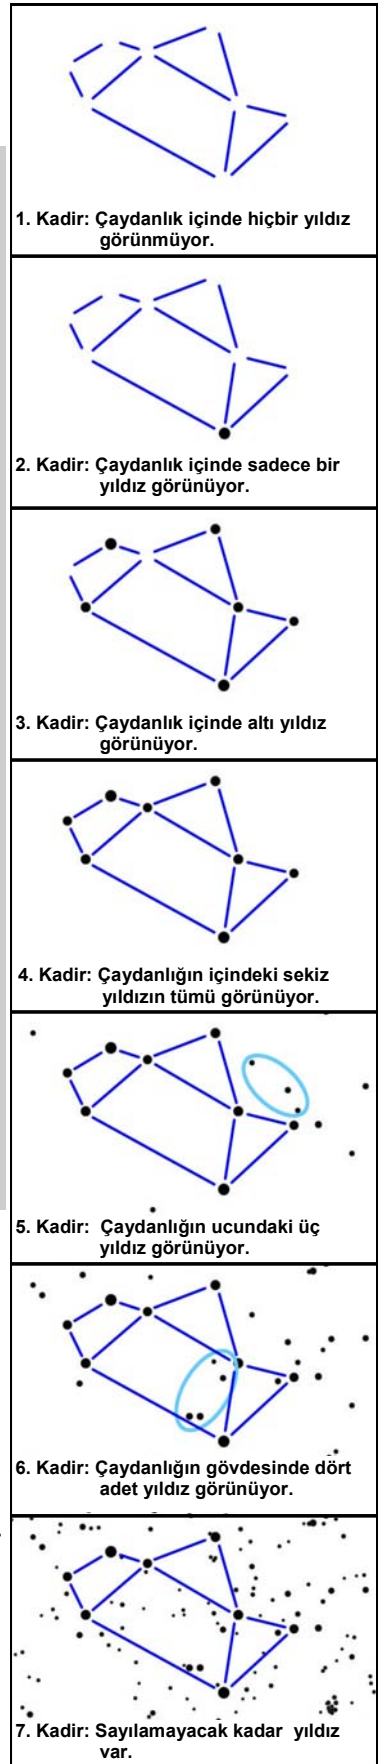 1. Kadir: Çaydanlık içinde hiçbir yıldız
görünmüyor.
2. Kadir: Çaydanlık içinde sadece bir
yıldız görünüyor.
3. Kadir: Çaydanlık içinde altı yıldız
görünüyor.
4. Kadir: Çaydanlığın içindeki sekiz
yıldızın tümü görünüyor.
5. Kadir: Çaydanlığın ucundaki üç
yıldız görünüyor.
6. Kadir: Çaydanlığın gövdesinde dört
adet yıldız görünüyor.
7. Kadir: Sayılamayacak kadar yıldız
var.